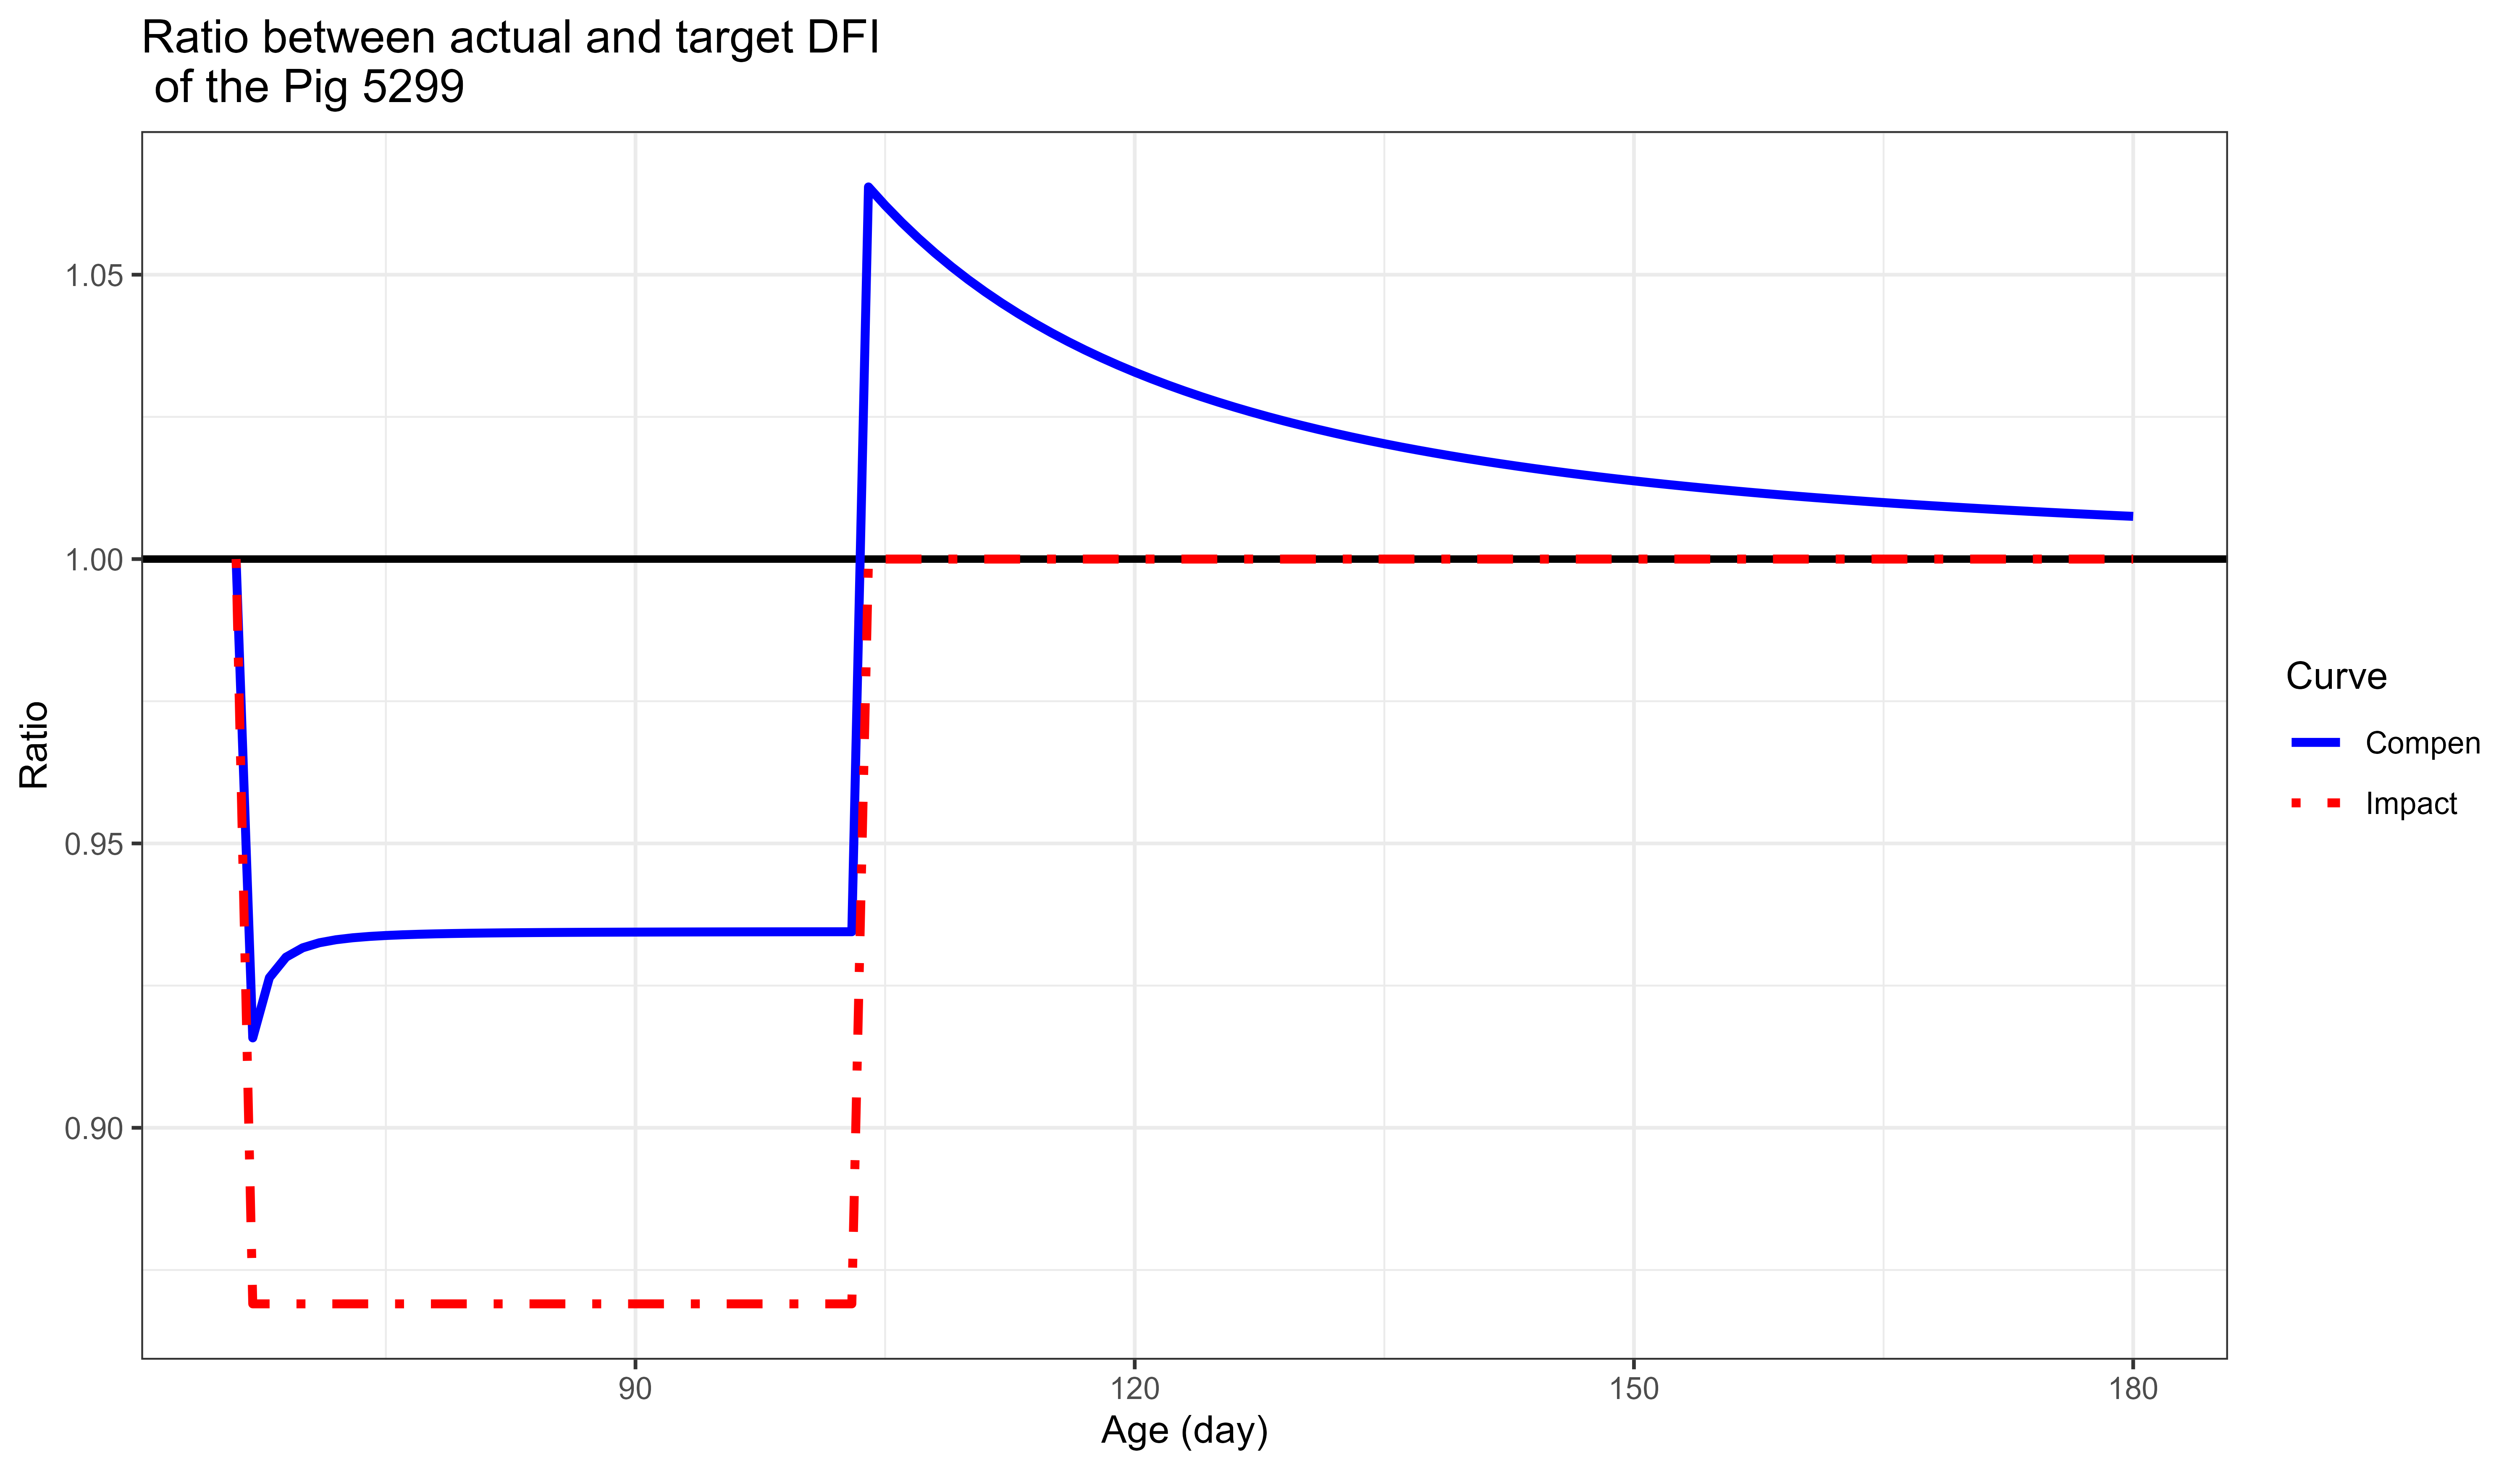 Ratio between actual and target DFI
of the Pig 5299
1.05
1.00
0.95
0.90
Ratio
90
120
150
180
Age (day)
Curve
Compen
Impact